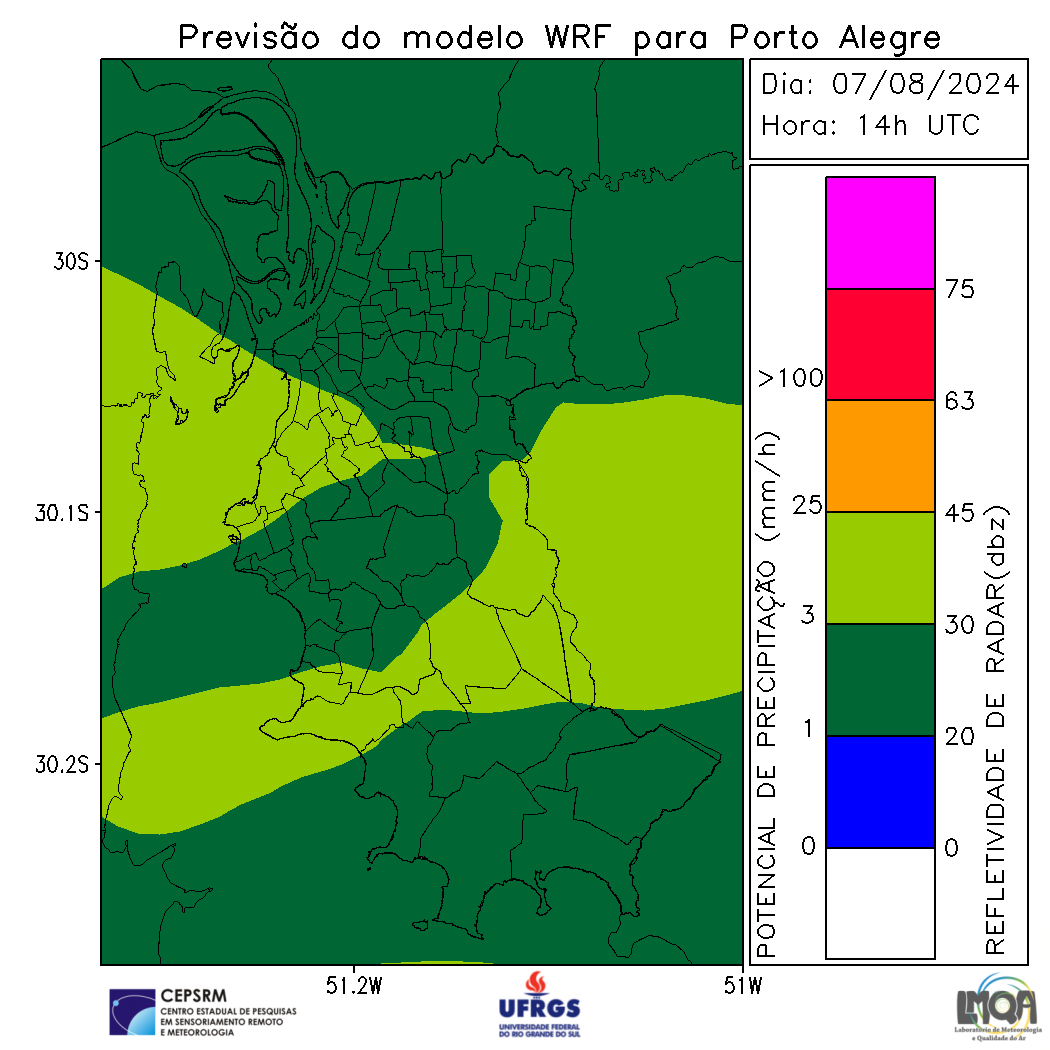 Previsão do modelo WRF para Porto Alegre
Dia: 07/08/2024
Hora: 14h UTC
30S
30.1S
30.2S
51.2W
51W
POTENCIAL DE PRECIPITAÇÃO (mm/h)
>100
25
3
1
0
75
63
45
30
20
0
REFLETIVIDADE DE RADAR(dbz)
CEPSRM
CENTRO ESTADUAL DE PESQUISAS
EM SENSORIAMENTO REMOTO
E METEOROLOGIA
UFRGS
UNIVERSIDADE FEDERAL
DO RIO GRANDE DO SUL
LMQA
Laboratório de Meteorologia
e Qualidade do Ar